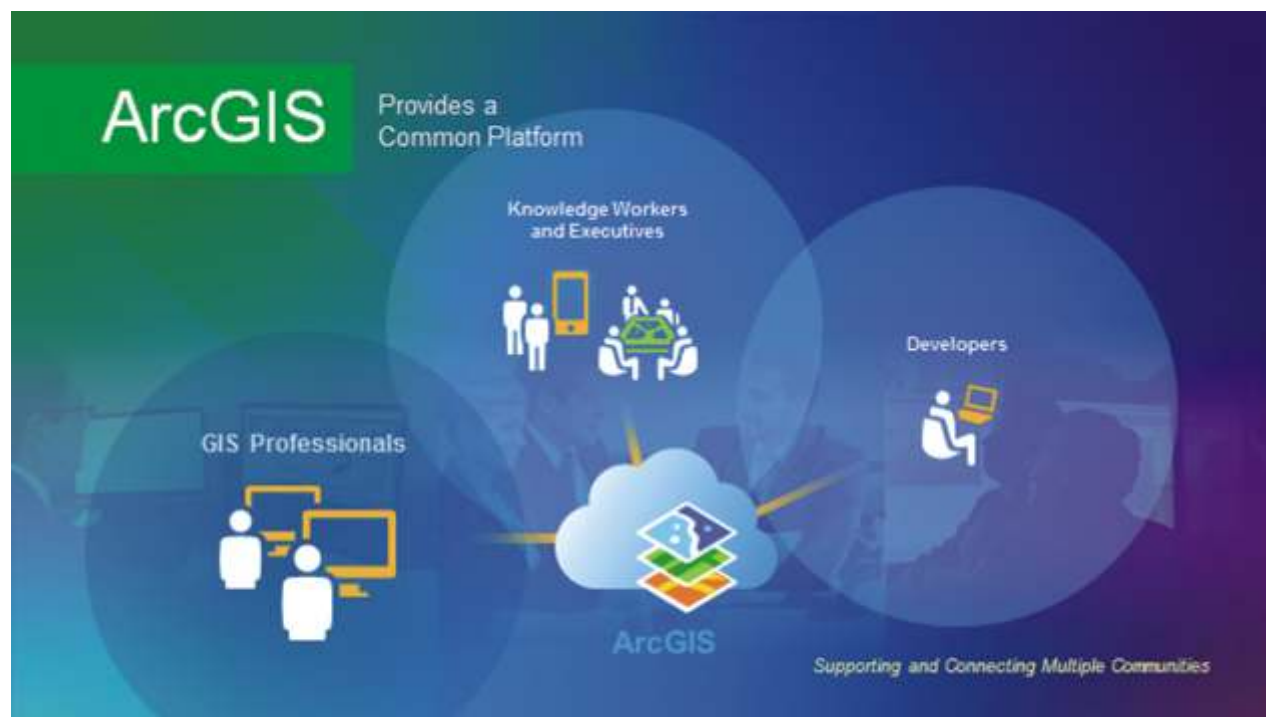 ArcGIS
Provides a
Common Platform
Knowledge Workers
and Executives
Developers
GIS Professionals
ArcGIS
Supporting and Connecting Multiple Communities